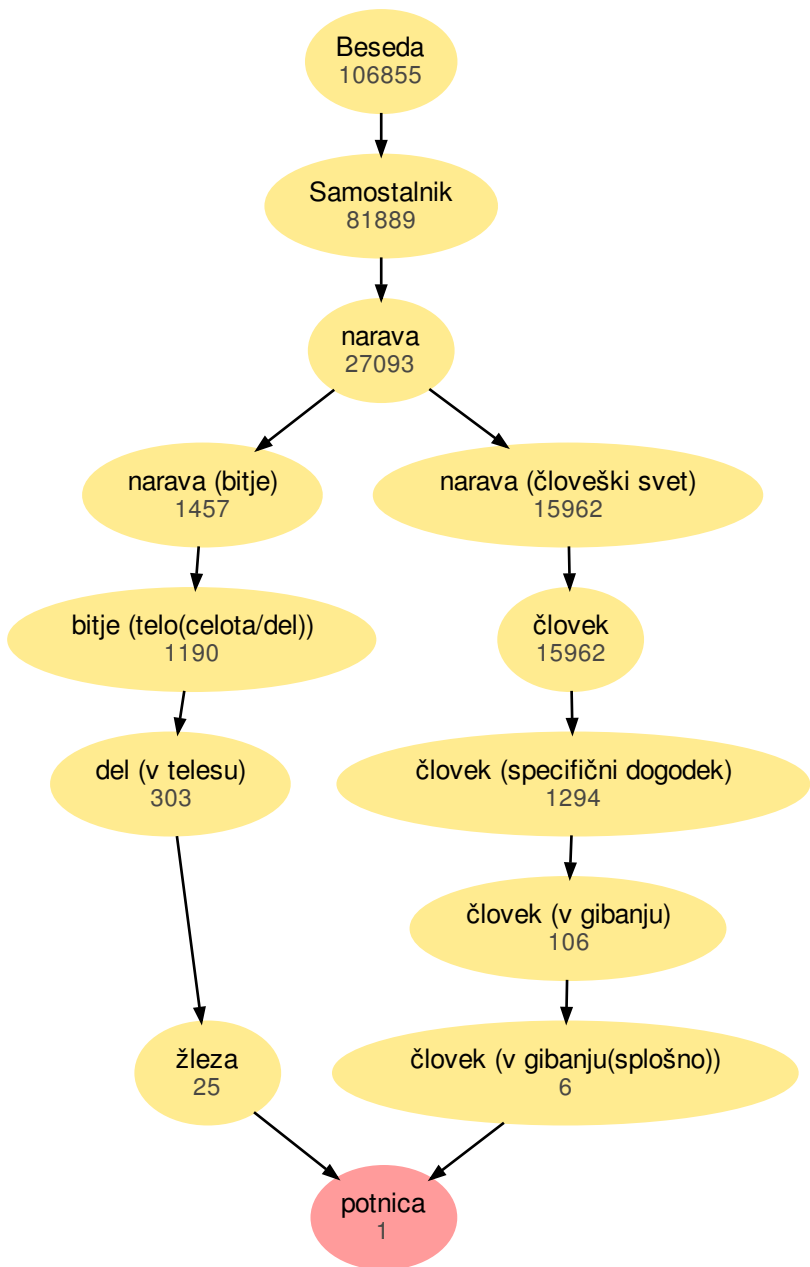 Beseda
106855
Samostalnik
81889
narava
27093
narava (bitje)
1457
narava (človeški svet)
15962
bitje (telo(celota/del))
1190
človek
15962
del (v telesu)
303
človek (specifični dogodek)
1294
človek (v gibanju)
106
žleza
25
človek (v gibanju(splošno))
6
potnica
1